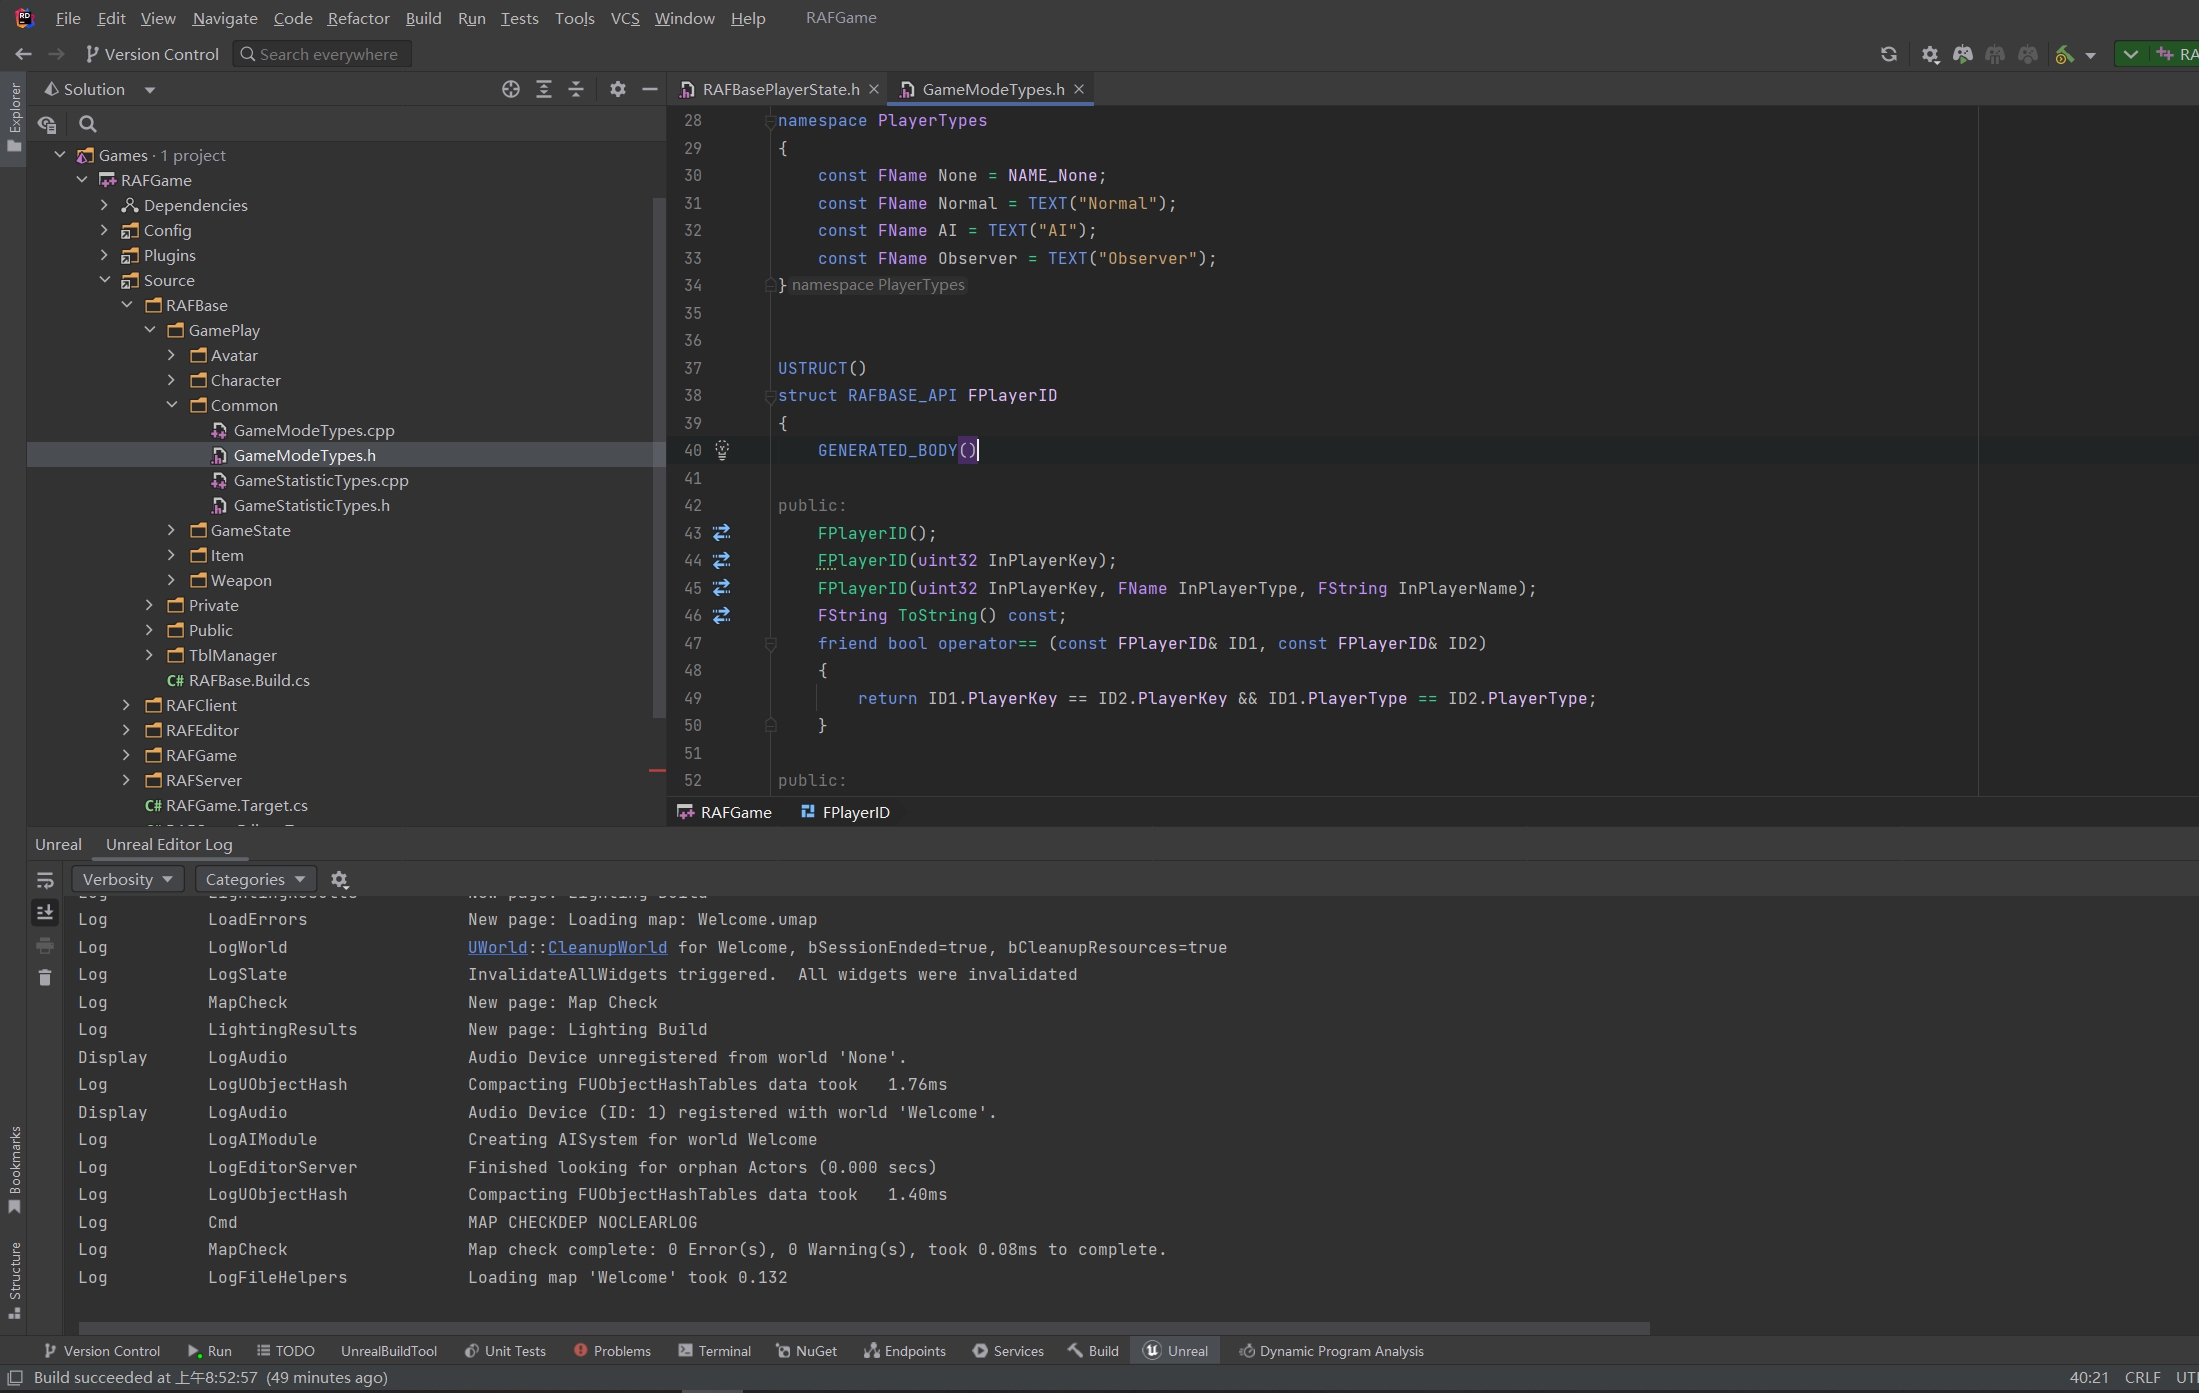 File Edit View Navigate Code Refactor Build Run Tests Tools VCS Window Help RAFGame
Version Control Search everywhere RA
Explorer
Solution
RAFBasePlayerState.h GameModeTypes.h
Games · 1 project
RAFGame
Dependencies
Config
Plugins
Source
RAFBase
GamePlay
Avatar
Character
Common
GameModeTypes.cpp
GameModeTypes.h
GameStatisticTypes.cpp
GameStatisticTypes.h
GameState
Item
Weapon
Private
Public
TblManager
C# RAFBase.Build.cs
RAFClient
RAFEditor
RAFGame
RAFServer
C# RAFGame.Target.cs
28 namespace PlayerTypes
29 {
30 const FName None = NAME_None;
31 const FName Normal = TEXT("Normal");
32 const FName AI = TEXT("AI");
33 const FName Observer = TEXT("Observer");
34 } namespace PlayerTypes
35
36
37 USTRUCT()
38 struct RAFBASE_API FPlayerID
39 {
40 GENERATED_BODY()
41
42 public:
43 FPlayerID();
44 FPlayerID(uint32 InPlayerKey);
45 FPlayerID(uint32 InPlayerKey, FName InPlayerType, FString InPlayerName);
46 FString ToString() const;
47 friend bool operator== (const FPlayerID& ID1, const FPlayerID& ID2)
48 {
49 return ID1.PlayerKey == ID2.PlayerKey && ID1.PlayerType == ID2.PlayerType;
50 }
51
52 public:
RAFGame FPlayerID
Unreal Unreal Editor Log
Verbosity Categories
Log LightingResults New page: Lighting Build
Log LoadErrors New page: Loading map: Welcome.umap
Log LogWorld UWorld::CleanupWorld for Welcome, bSessionEnded=true, bCleanupResources=true
Log LogSlate InvalidateAllWidgets triggered.  All widgets were invalidated
Log MapCheck New page: Map Check
Log LightingResults New page: Lighting Build
Display LogAudio Audio Device unregistered from world 'None'.
Log LogUObjectHash Compacting FUObjectHashTables data took   1.76ms
Display LogAudio Audio Device (ID: 1) registered with world 'Welcome'.
Log LogAIModule Creating AISystem for world Welcome
Log LogEditorServer Finished looking for orphan Actors (0.000 secs)
Log LogUObjectHash Compacting FUObjectHashTables data took   1.40ms
Log Cmd MAP CHECKDEP NOCLEARLOG
Log MapCheck Map check complete: 0 Error(s), 0 Warning(s), took 0.08ms to complete.
Log LogFileHelpers Loading map 'Welcome' took 0.132
Bookmarks
Structure
Version Control Run TODO UnrealBuildTool Unit Tests Problems Terminal NuGet Endpoints Services Build Unreal Dynamic Program Analysis
Build succeeded at 上午8:52:57 (49 minutes ago) 40:21 CRLF UTF